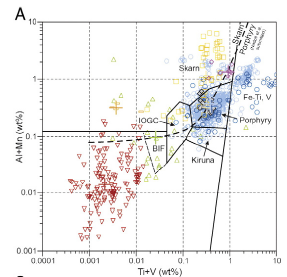 A
10
1
0.1
0.01
0.001
Al+Mn (wt%)
Skarn
Skarn
Porphyry
Fe-Ti, V
IOGC
Porphyry
BIF
Kiruna
0.0001
0.001
0.01
0.1
1
10
Ti+V (wt%)